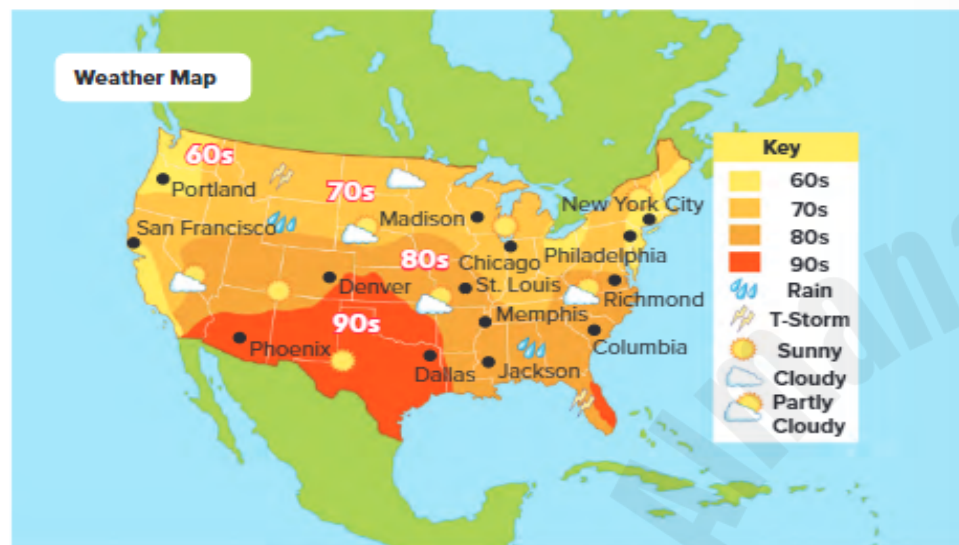 Weather Map
60s
Portland
70s
Madison
New York City
San Francisco
80s
Chicago
Philadelphia
Denver
St. Louis
Richmond
90s
Memphis
Phoenix
Dallas
Jackson
Columbia
Key
60s
70s
80s
90s
Rain
T-Storm
Sunny
Cloudy
Partly
Cloudy